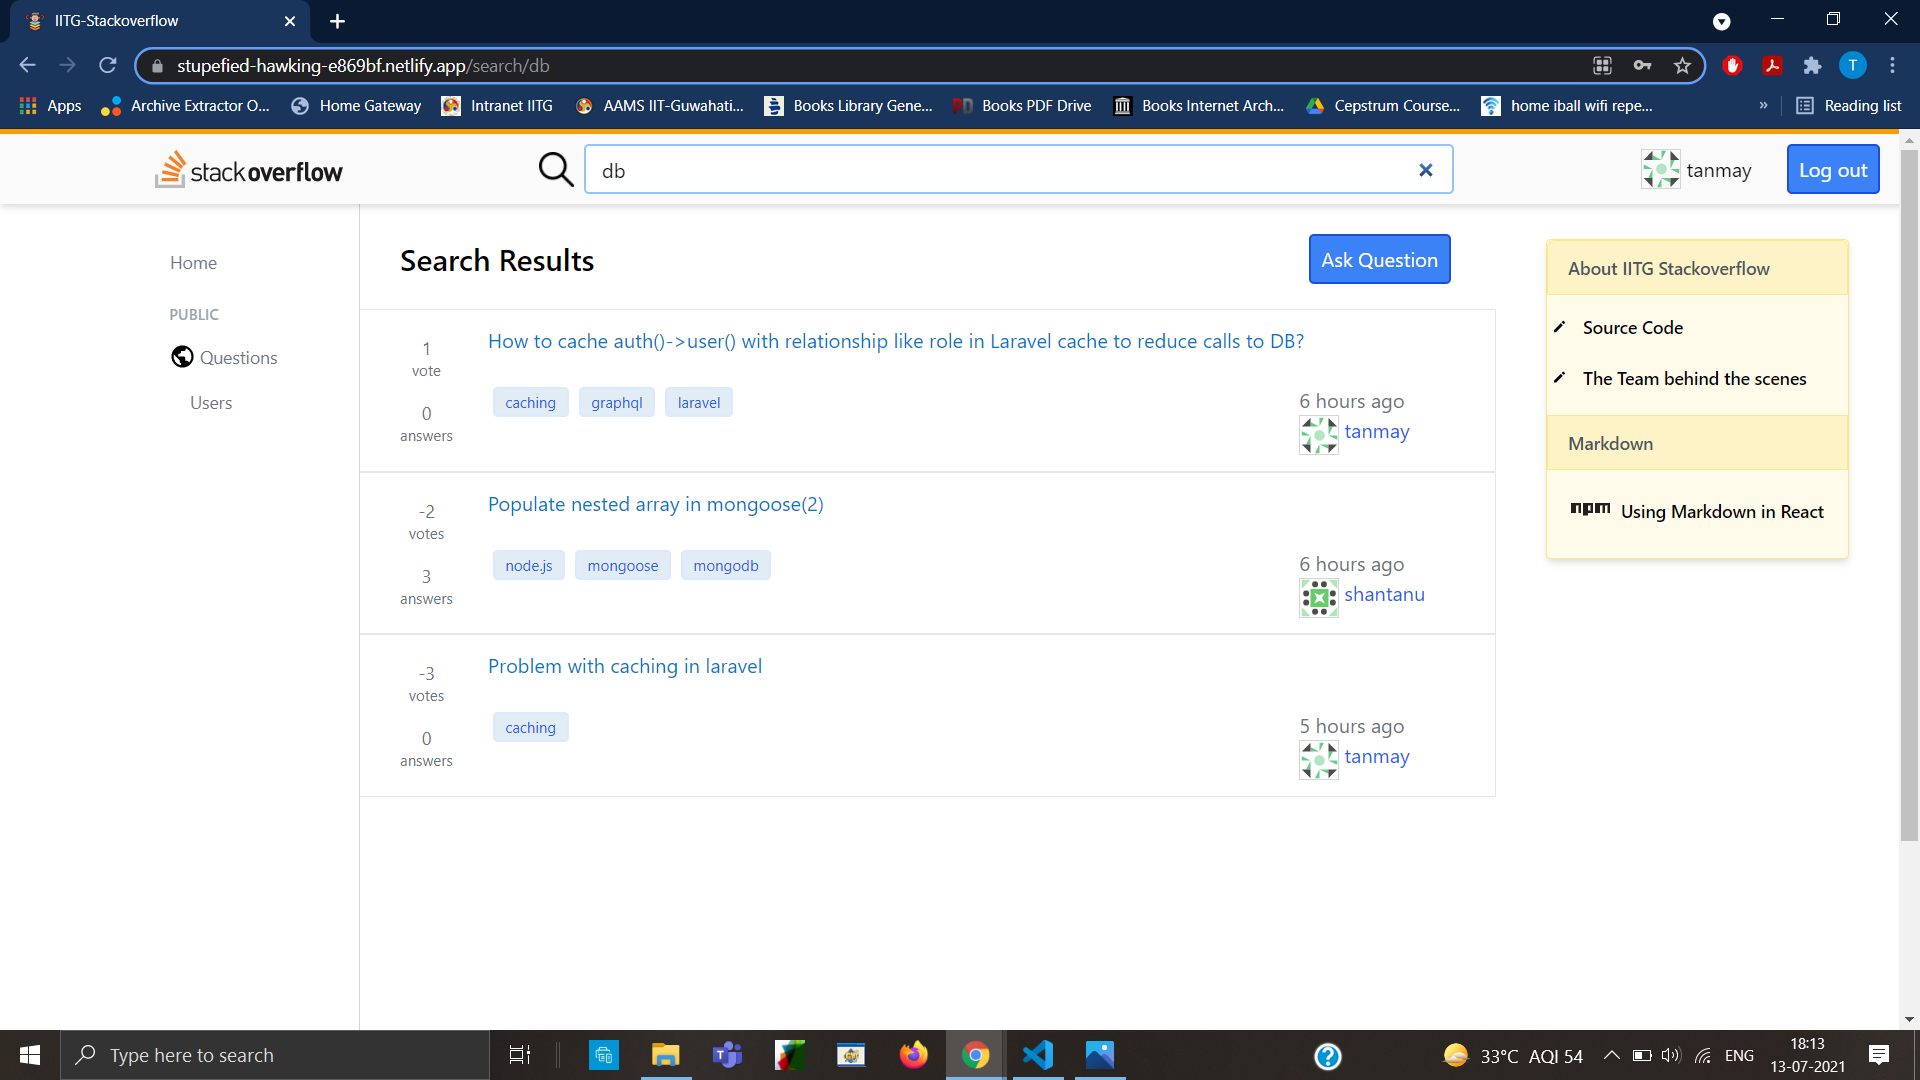 IITG-Stackoverflow
stupefied-hawking-e869bf.netlify.app/search/db
T
Apps
Archive Extractor O...
Home Gateway
Intranet IITG
AAMS IIT-Guwahati...
Books Library Gene...
Books PDF Drive
Books Internet Arch...
Cepstrum Course...
home iball wifi repe...
»
Reading list
stackoverflow
db
tanmay
Log out
Home
PUBLIC
Questions
Users
Search Results
Ask Question
1
vote
0
answers
How to cache auth()->user() with relationship like role in Laravel cache to reduce calls to DB?
caching
graphql
laravel
6 hours ago
tanmay
-2
votes
3
answers
Populate nested array in mongoose(2)
node.js
mongoose
mongodb
6 hours ago
shantanu
-3
votes
0
answers
Problem with caching in laravel
caching
5 hours ago
tanmay
About IITG Stackoverflow
Source Code
The Team behind the scenes
Markdown
npm Using Markdown in React
Type here to search
33°C AQI 54
ENG
18:13
13-07-2021